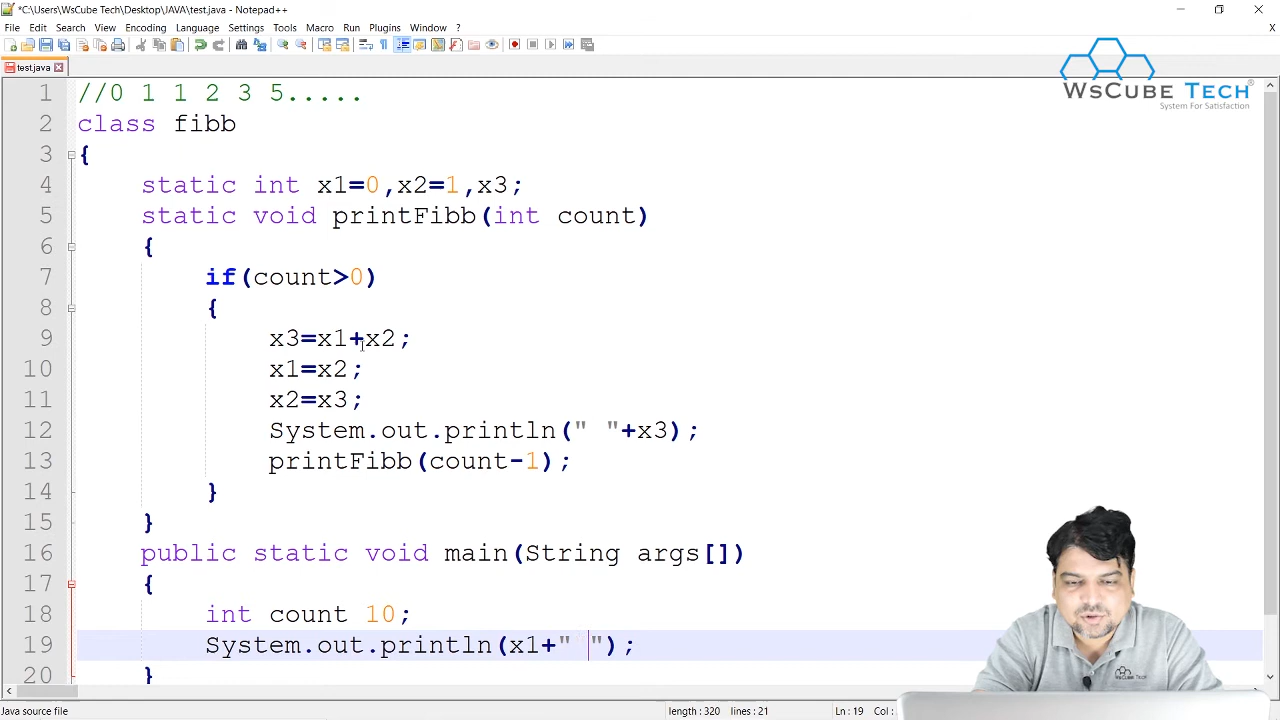 *C:\Users\WsCube Tech\Desktop\JAVA\test.java - Notepad++
File Edit Search View Encoding Language Settings Tools Macro Run Plugins Window ?
X
test.java
WSCUBE TECH®
System For Satisfaction
1 //0 1 1 2 3 5.....
2 class fibb
3 {
4 static int x1=0,x2=1,x3;
5 static void printFibb(int count)
6 {
7 if(count>0)
8 {
9 x3=x1+x2;
10 x1=x2;
11 x2=x3;
12 System.out.println(" "+x3);
13 printFibb(count-1);
14 }
15 }
16 public static void main(String args[])
17 {
18 int count 10;
19 System.out.println(x1+" ");
20 }
WsCube Tech
Java source file length : 320 lines : 21 Ln : 19 Col :